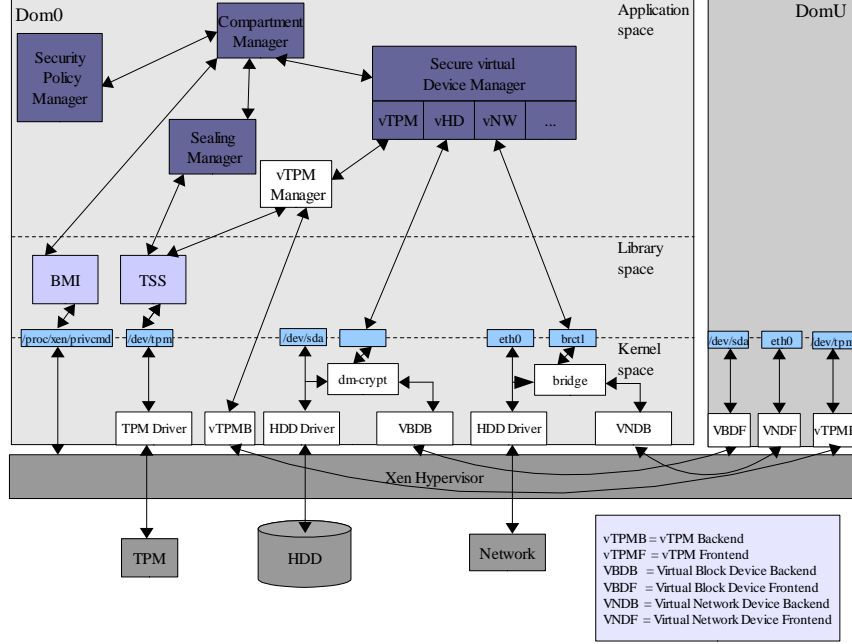 Dom0
Compartment
Manager
Application
space
DomU
Security
Policy
Manager
Secure virtual
Device Manager
vTPM
vHD
vNW
...
Sealing
Manager
vTPM
Manager
Library
space
BMI
TSS
/proc/xen/privcmd
/dev/tpm
/dev/sda
eth0
brctl
Kernel
space
/dev/sda
eth0
/dev/tpm
dm-crypt
bridge
TPM Driver
vTPMB
HDD Driver
VBDB
HDD Driver
VNDB
VBDF
VNDF
vTPMF
Xen Hypervisor
TPM
HDD
Network
vTPMB = vTPM Backend
vTPMF = vTPM Frontend
VBDB = Virtual Block Device Backend
VBDF = Virtual Block Device Frontend
VNDB = Virtual Network Device Backend
VNDF = Virtual Network Device Frontend